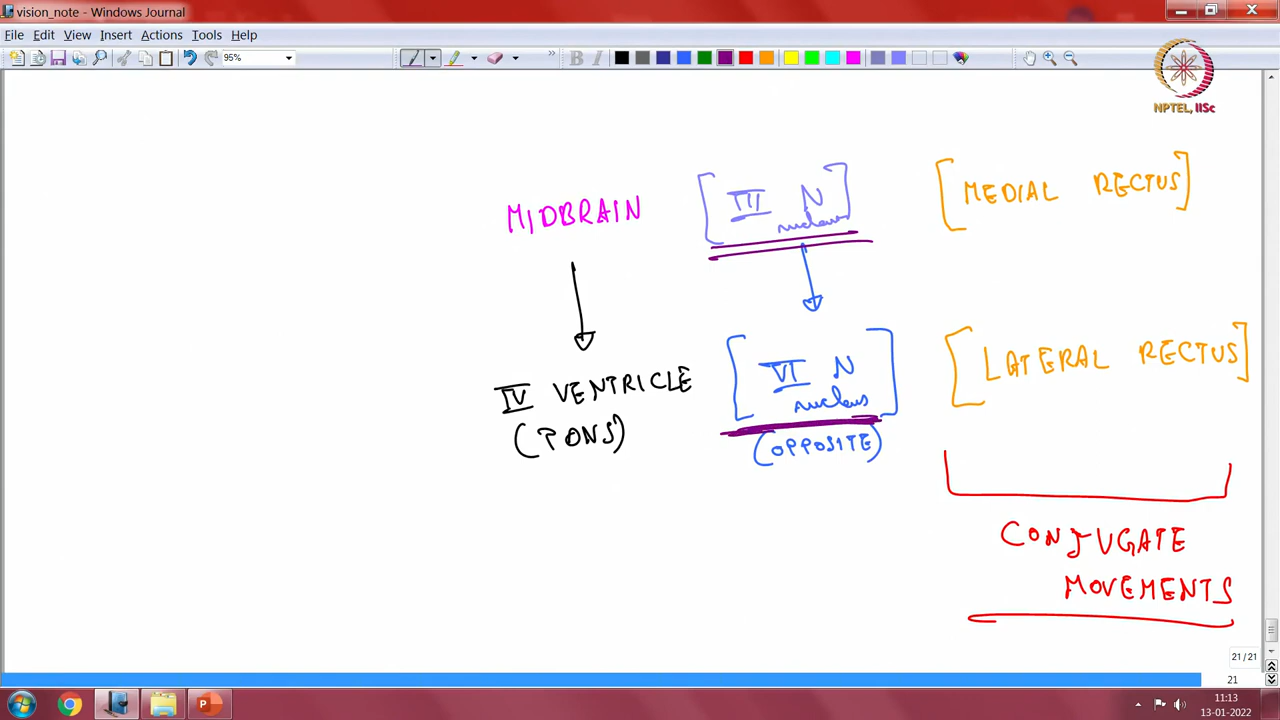 vision_note - Windows Journal
File Edit View Insert Actions Tools Help
95%
NPTEL, IISc
MIDBRAIN [III N nucleus] [MEDIAL RECTUS]
IV VENTRICLE (PONS)
[VI N nucleus] (OPPOSITE)
[LATERAL RECTUS]
CONJUGATE
MOVEMENTS
21 / 21
21
11:13
13-01-2022